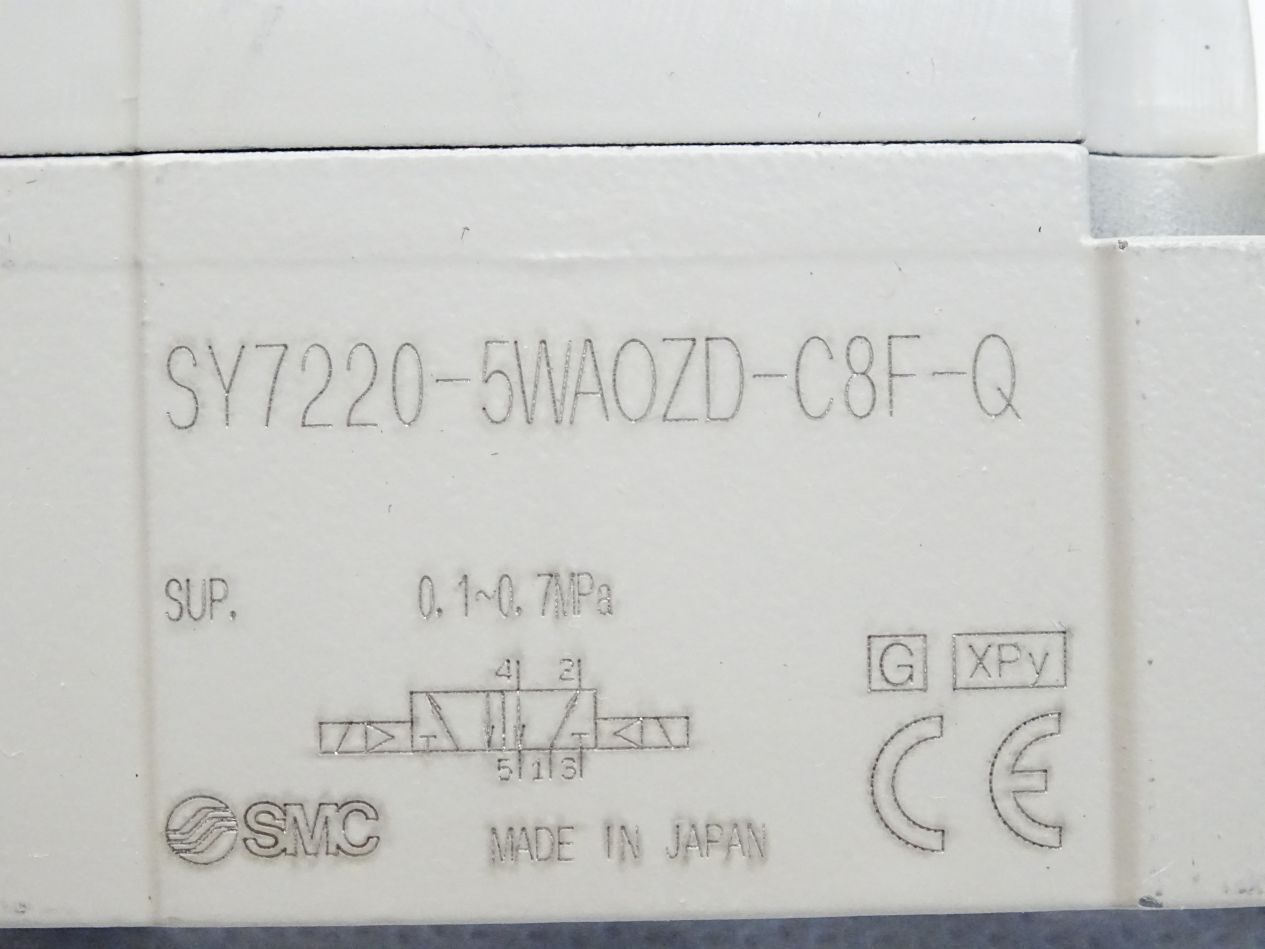 SY7220-5WAOZD-C8F-Q
SUP. 0.1~0.7MPa
G XPy
4 2
5 1 3
CE
SMC
MADE IN JAPAN